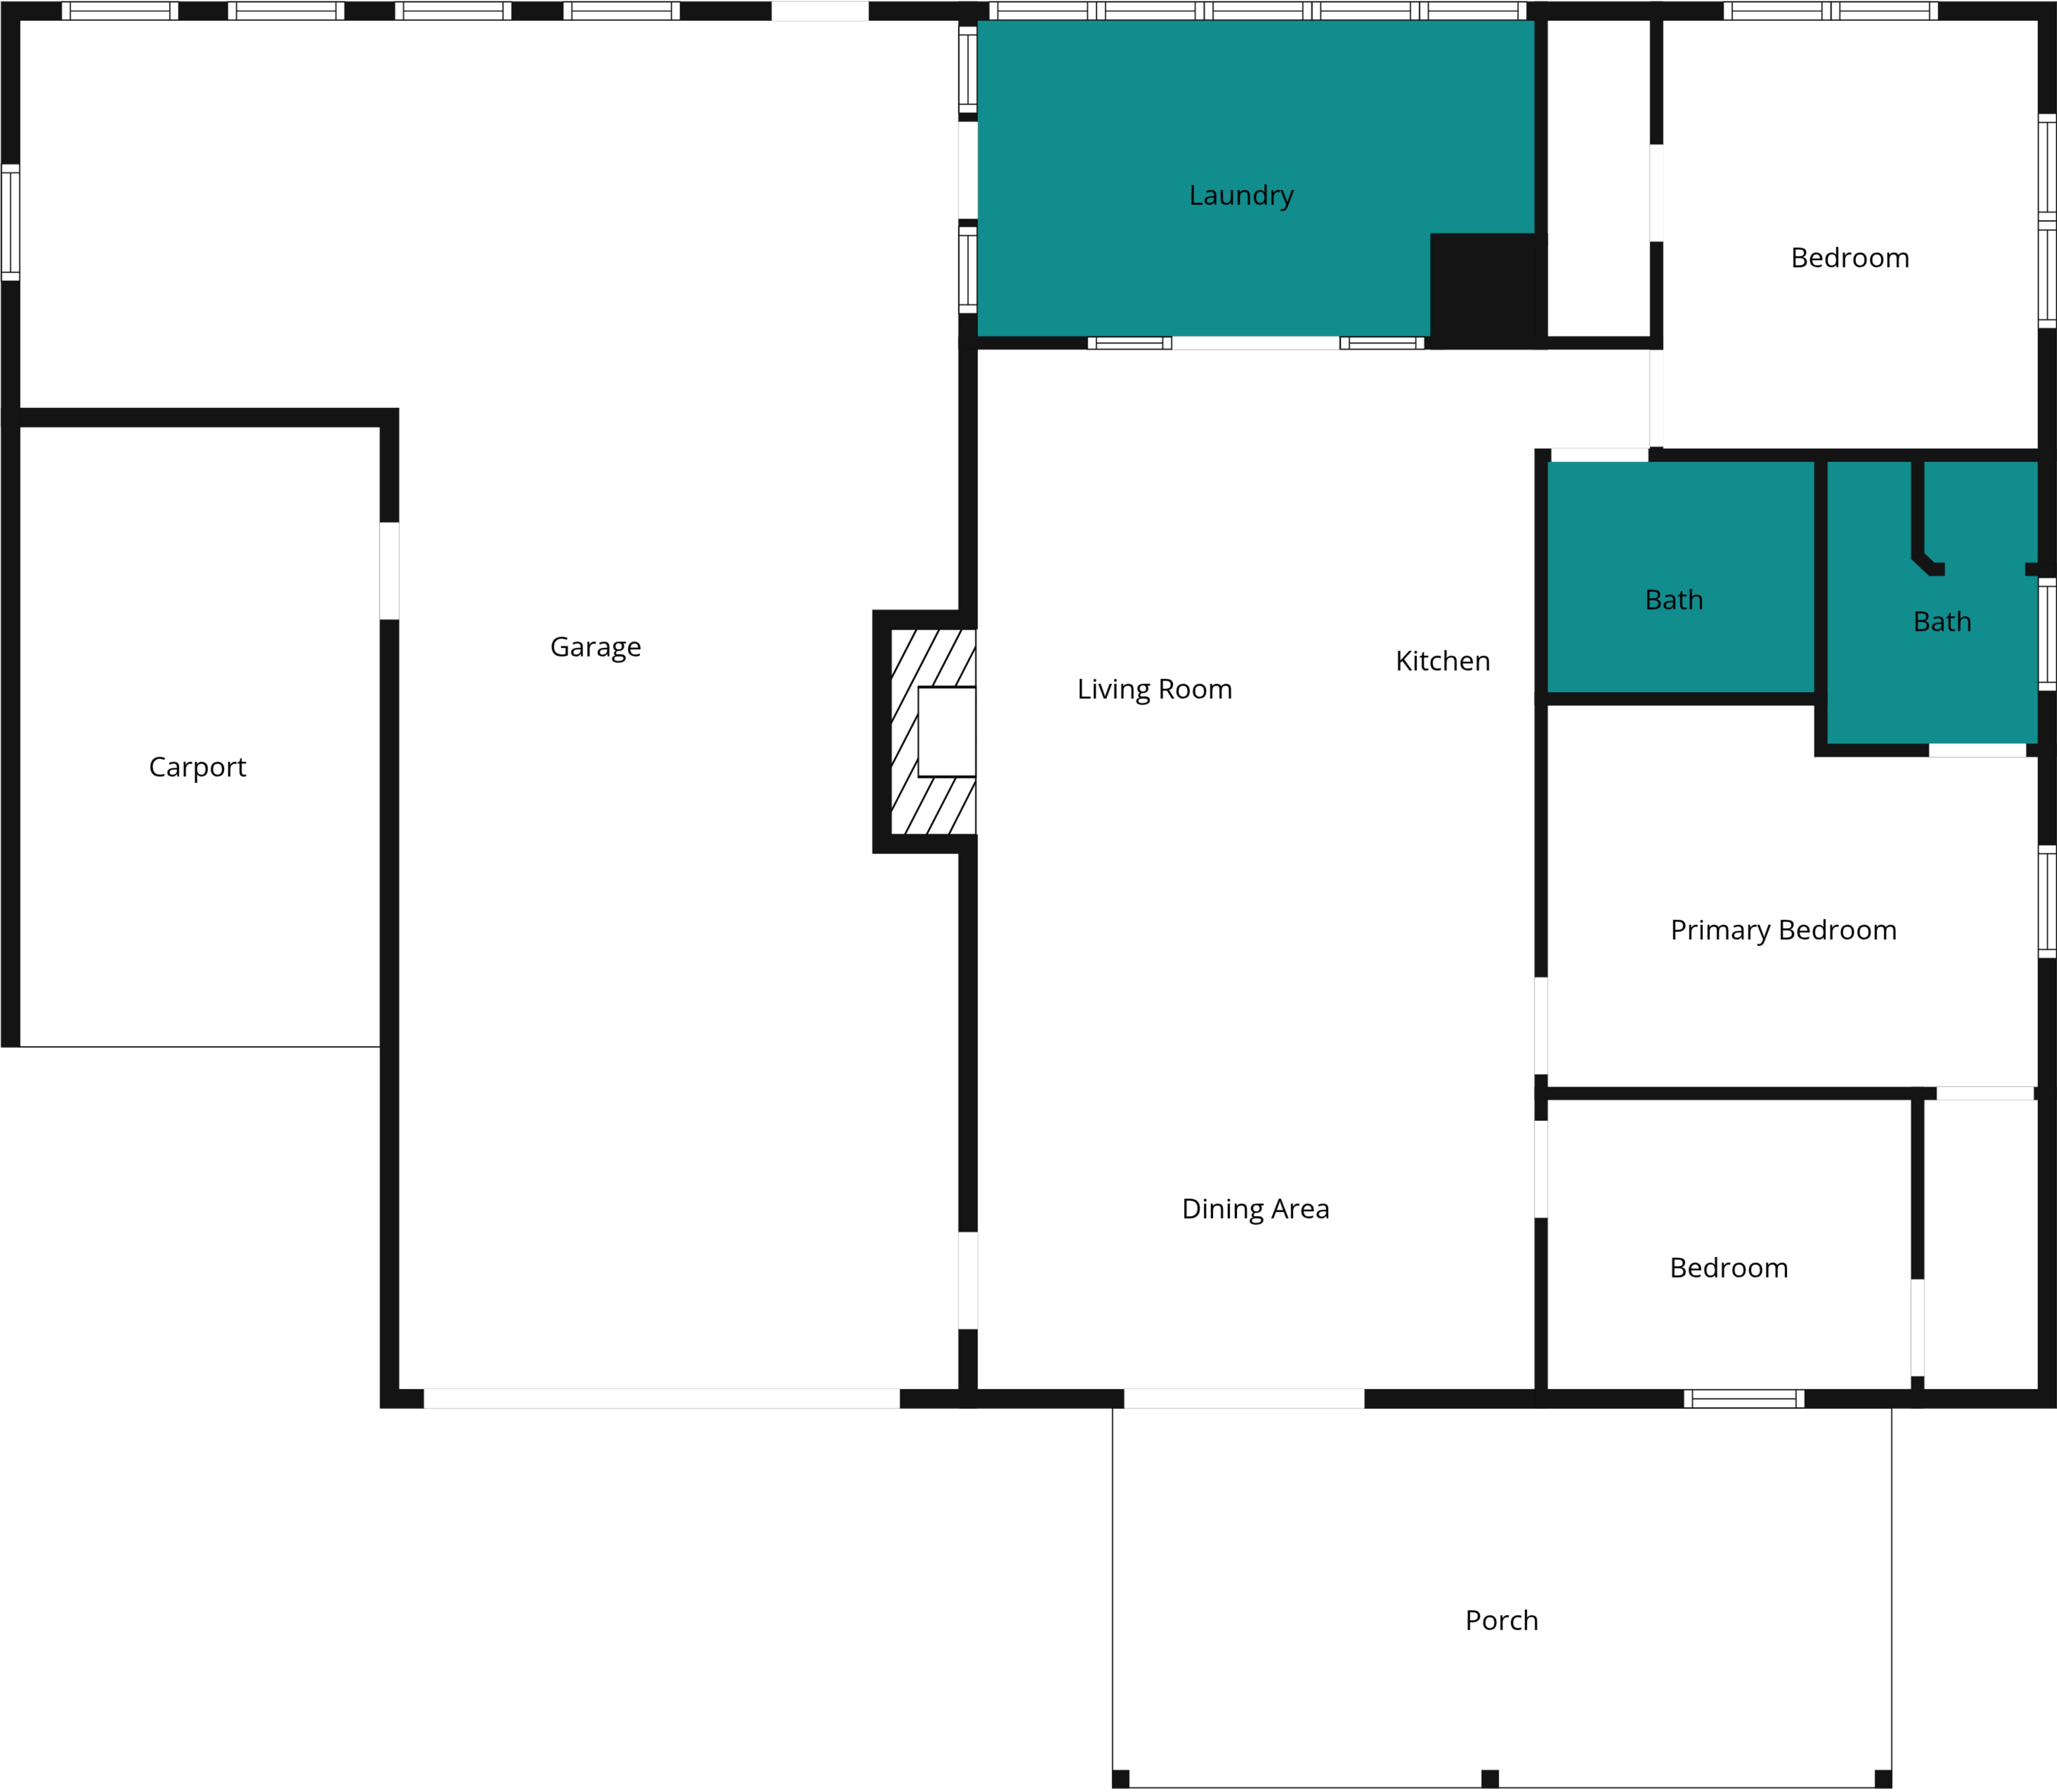 Laundry
Bedroom
Bath
Bath
Garage
Kitchen
Living Room
Carport
Primary Bedroom
Dining Area
Bedroom
Porch